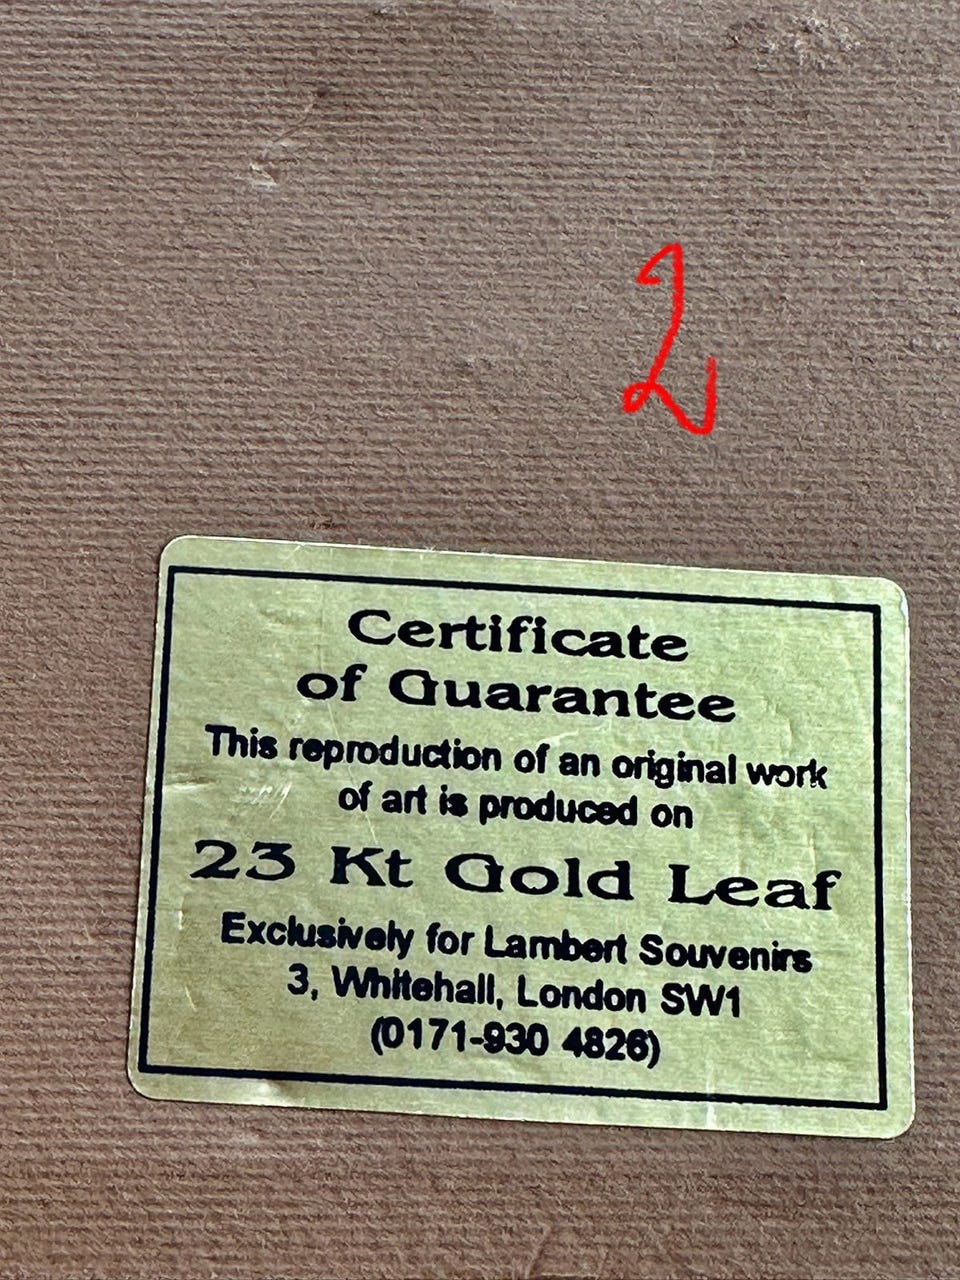 2
Certificate
of Guarantee
This reproduction of an original work
of art is produced on
23 Kt Gold Leaf
Exclusively for Lambert Souvenirs
3, Whitehall, London SW1
(0171-930 4826)